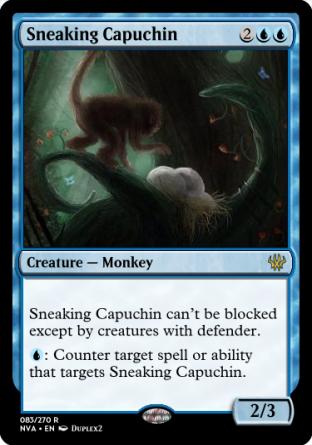 Sneaking Capuchin 2
Creature — Monkey
Sneaking Capuchin can't be blocked
except by creatures with defender.
: Counter target spell or ability
that targets Sneaking Capuchin.
083/270 R
NVA • EN DUPLEX2
2/3